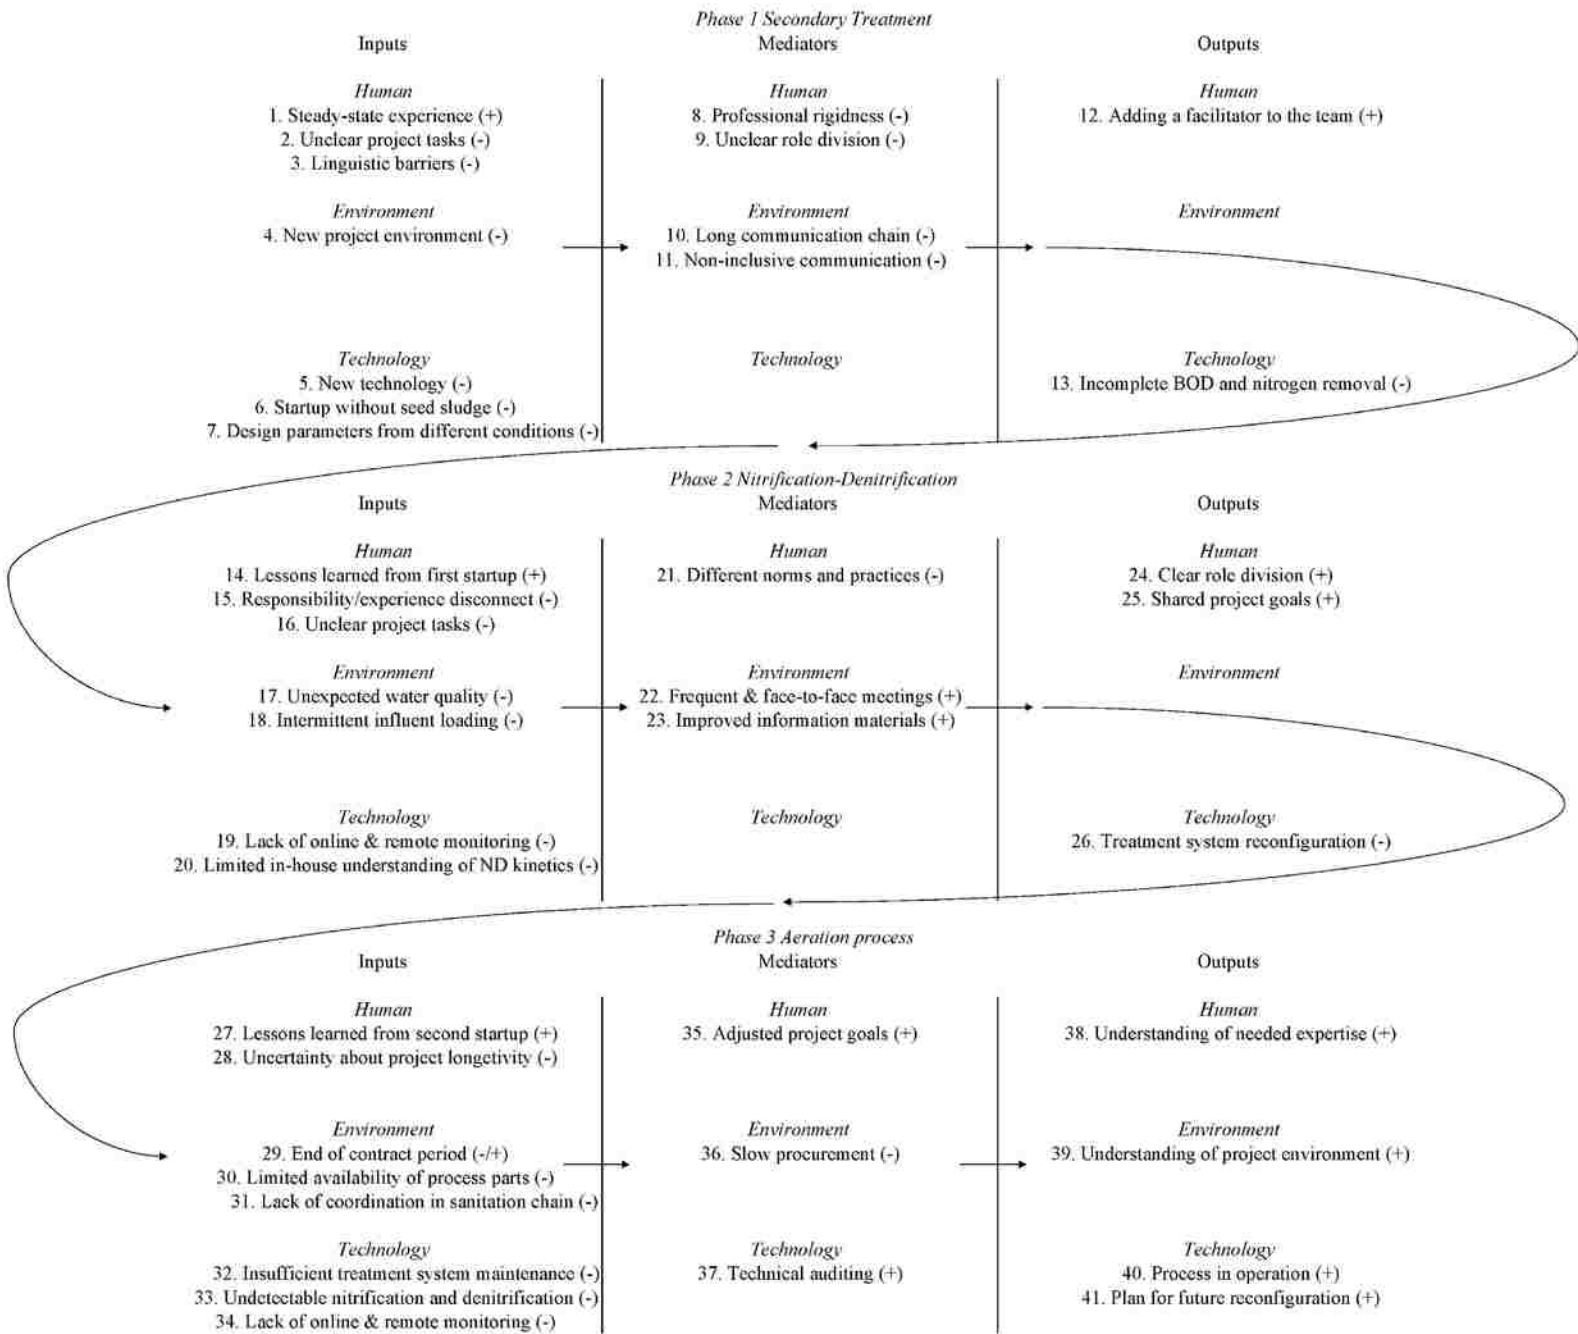 Phase 1 Secondary Treatment
Inputs
Mediators
Outputs
Human
1. Steady-state experience (+)
2. Unclear project tasks (-)
3. Linguistic barriers (-)
Human
8. Professional rigidness (-)
9. Unclear role division (-)
Human
12. Adding a facilitator to the team (+)
Environment
4. New project environment (-)
Environment
10. Long communication chain (-)
11. Non-inclusive communication (-)
Environment
Technology
5. New technology (-)
6. Startup without seed sludge (-)
7. Design parameters from different conditions (-)
Technology
Technology
13. Incomplete BOD and nitrogen removal (-)
Phase 2 Nitrification-Denitrification
Inputs
Mediators
Outputs
Human
14. Lessons learned from first startup (+)
15. Responsibility/experience disconnect (-)
16. Unclear project tasks (-)
Human
21. Different norms and practices (-)
Human
24. Clear role division (+)
25. Shared project goals (+)
Environment
17. Unexpected water quality (-)
18. Intermittent influent loading (-)
Environment
22. Frequent & face-to-face meetings (+)
23. Improved information materials (+)
Environment
Technology
19. Lack of online & remote monitoring (-)
20. Limited in-house understanding of ND kinetics (-)
Technology
Technology
26. Treatment system reconfiguration (-)
Phase 3 Aeration process
Inputs
Mediators
Outputs
Human
27. Lessons learned from second startup (+)
28. Uncertainty about project longetivity (-)
Human
35. Adjusted project goals (+)
Human
38. Understanding of needed expertise (+)
Environment
29. End of contract period (-/+)
30. Limited availability of process parts (-)
31. Lack of coordination in sanitation chain (-)
Environment
36. Slow procurement (-)
Environment
39. Understanding of project environment (+)
Technology
32. Insufficient treatment system maintenance (-)
33. Undetectable nitrification and denitrification (-)
34. Lack of online & remote monitoring (-)
Technology
37. Technical auditing (+)
Technology
40. Process in operation (+)
41. Plan for future reconfiguration (+)